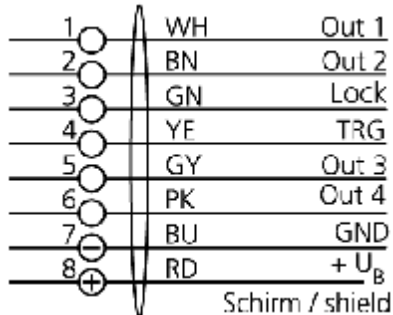 1 WH Out 1
2 BN Out 2
3 GN Lock
4 YE TRG
5 GY Out 3
6 PK Out 4
7 BU GND
8 RD + UB
Schirm / shield